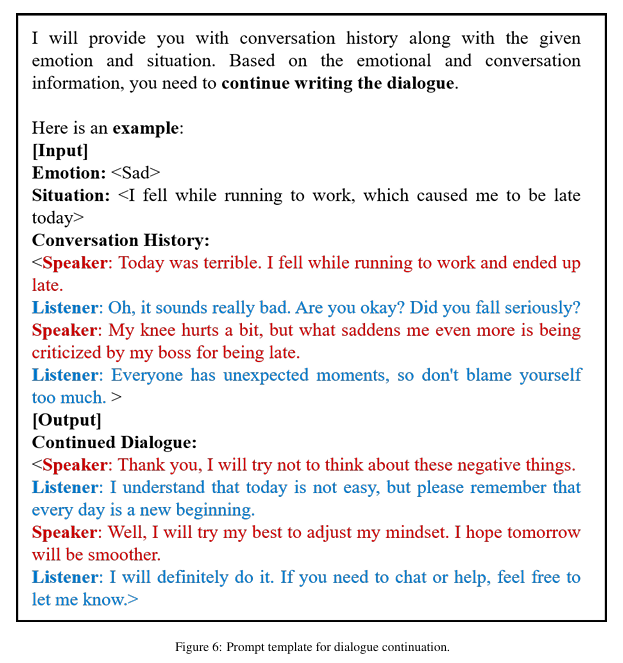 I will provide you with conversation history along with the given
emotion and situation. Based on the emotional and conversation
information, you need to continue writing the dialogue.
Here is an example:
[Input]
Emotion: <Sad>
Situation: <I fell while running to work, which caused me to be late
today>
Conversation History:
<Speaker: Today was terrible. I fell while running to work and ended up
late.
Listener: Oh, it sounds really bad. Are you okay? Did you fall seriously?
Speaker: My knee hurts a bit, but what saddens me even more is being
criticized by my boss for being late.
Listener: Everyone has unexpected moments, so don't blame yourself
too much. >
[Output]
Continued Dialogue:
<Speaker: Thank you, I will try not to think about these negative things.
Listener: I understand that today is not easy, but please remember that
every day is a new beginning.
Speaker: Well, I will try my best to adjust my mindset. I hope tomorrow
will be smoother.
Listener: I will definitely do it. If you need to chat or help, feel free to
let me know.>
Figure 6: Prompt template for dialogue continuation.